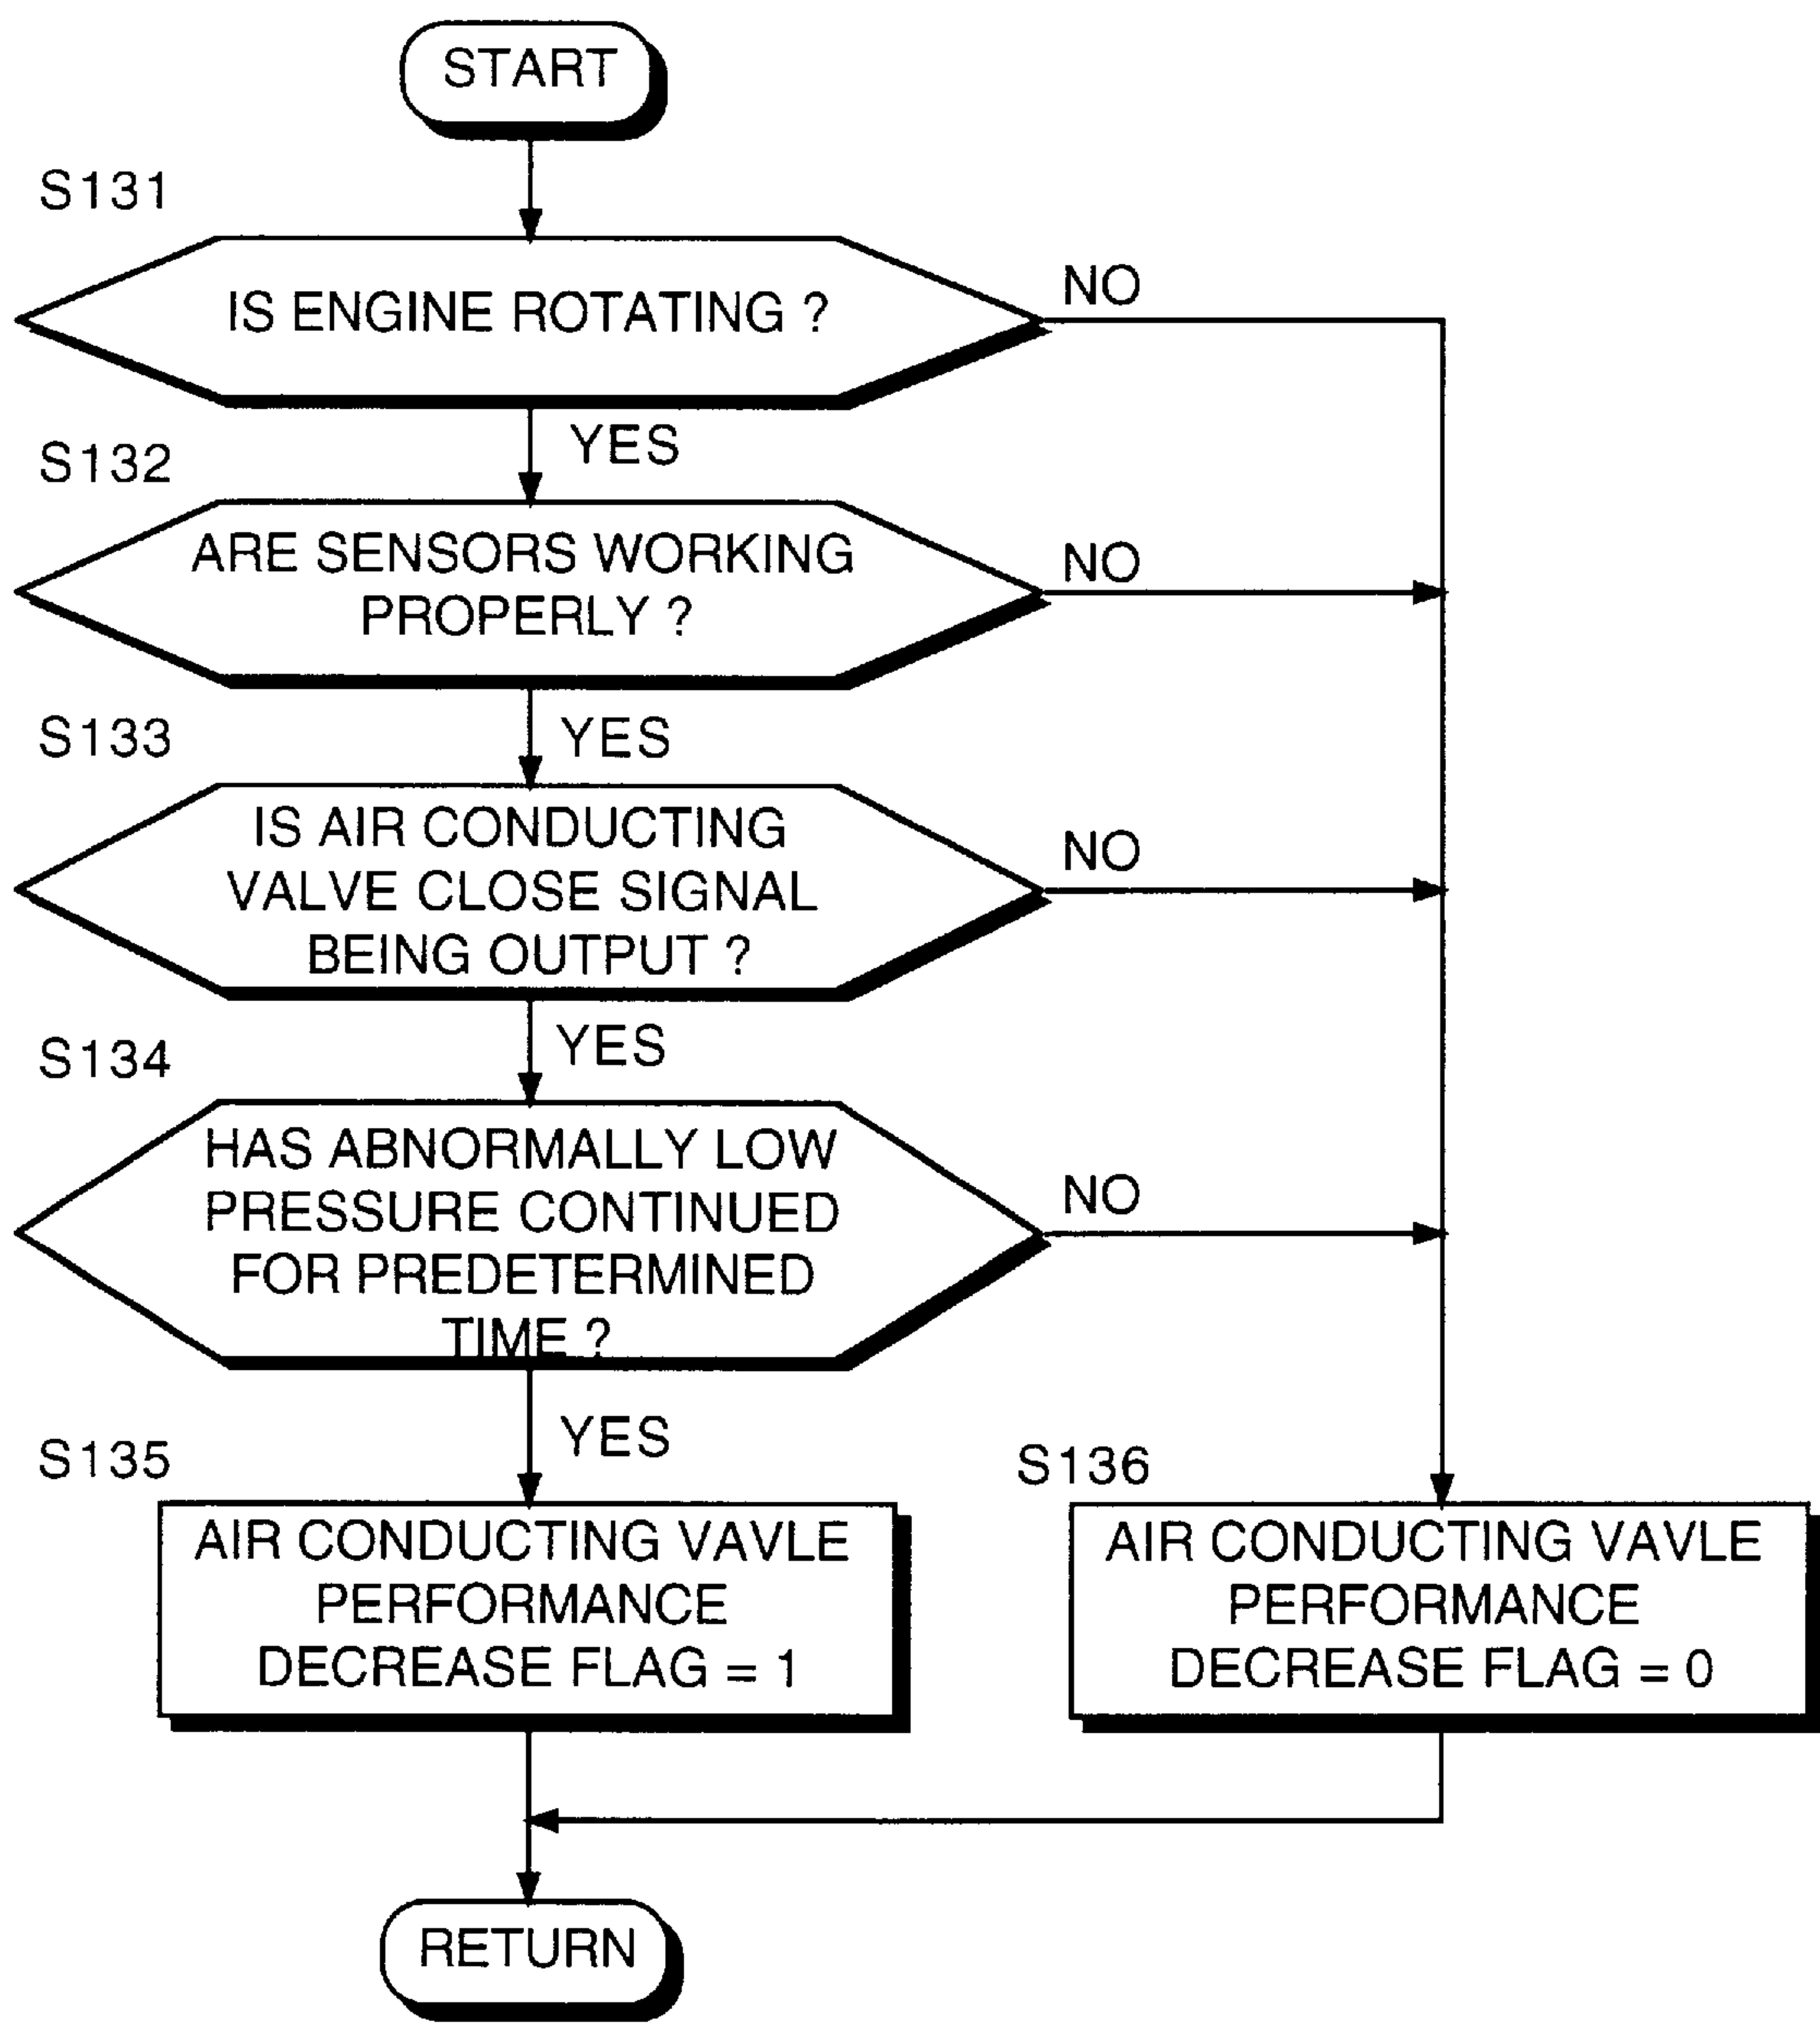 START
S131
IS ENGINE ROTATING ?
NO
YES
S132
ARE SENSORS WORKING
PROPERLY ?
NO
YES
S133
IS AIR CONDUCTING
VALVE CLOSE SIGNAL
BEING OUTPUT ?
NO
YES
S134
HAS ABNORMALLY LOW
PRESSURE CONTINUED
FOR PREDETERMINED
TIME ?
NO
YES
S135
AIR CONDUCTING VAVLE
PERFORMANCE
DECREASE FLAG = 1
S136
AIR CONDUCTING VAVLE
PERFORMANCE
DECREASE FLAG = 0
RETURN